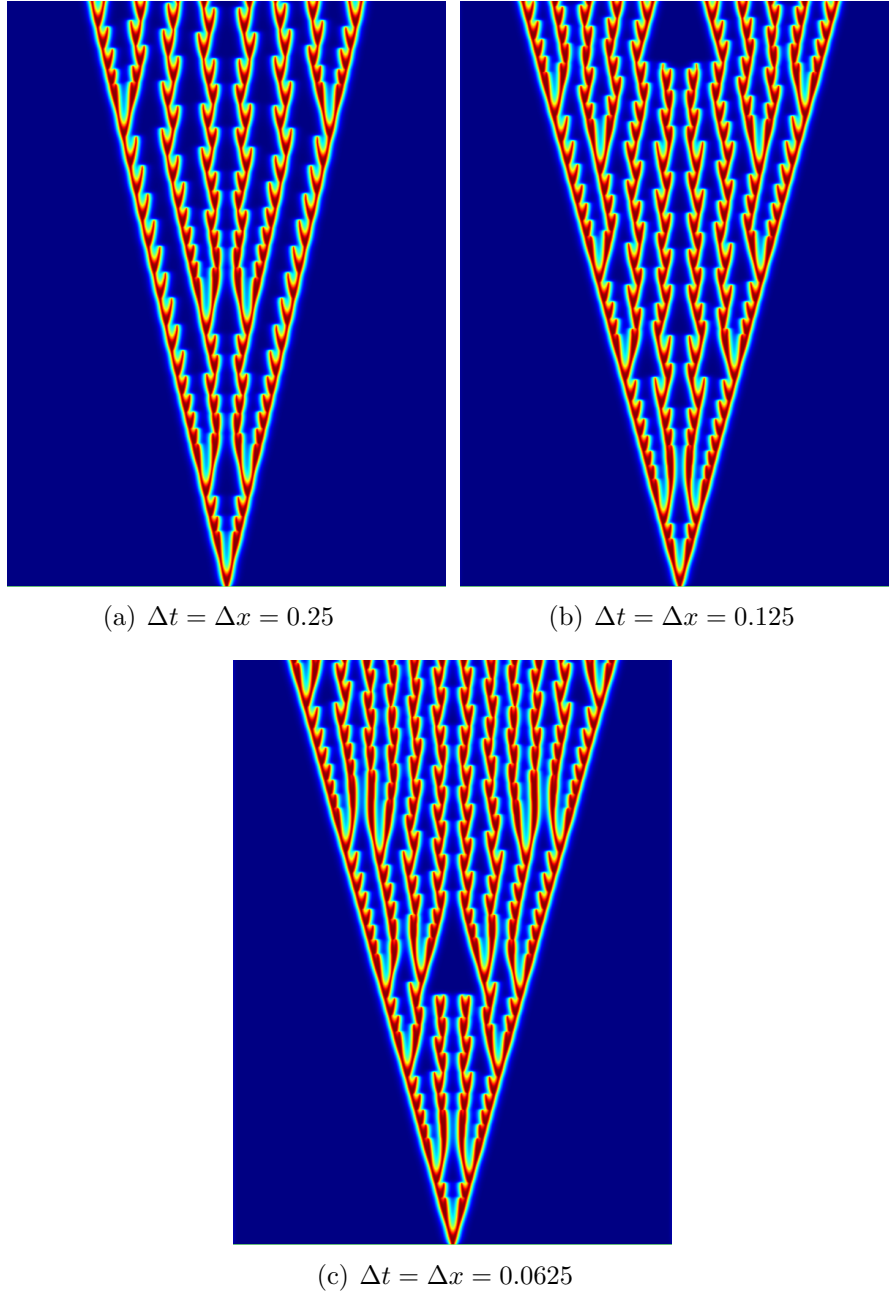 (a) Δt = Δx = 0.25
(b) Δt = Δx = 0.125
(c) Δt = Δx = 0.0625